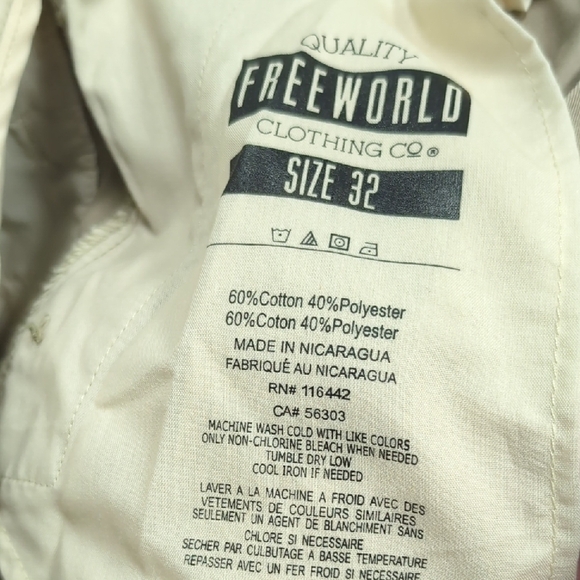 QUALITY
FREEWORLD
CLOTHING CO ®
SIZE 32
60%Cotton 40%Polyester
60%Coton 40%Polyester
MADE IN NICARAGUA
FABRIQUÉ AU NICARAGUA
RN# 116442
CA# 56303
MACHINE WASH COLD WITH LIKE COLORS
ONLY NON-CHLORINE BLEACH WHEN NEEDED
TUMBLE DRY LOW
COOL IRON IF NEEDED
LAVER A LA MACHINE A FROID AVEC DES
VETEMENTS DE COULEURS SIMILAIRES
SEULEMENT UN AGENT DE BLANCHIMENT SANS
CHLORE SI NECESSAIRE
SECHER PAR CULBUTAGE A BASSE TEMPERATURE
REPASSER AVEC UN FER FROID SI NECESSAIRE